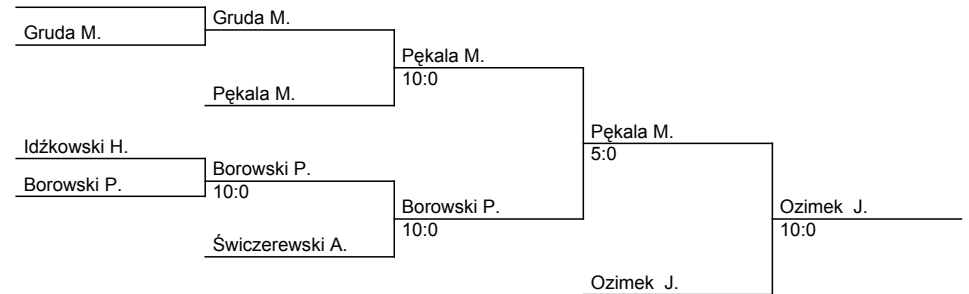 Gruda M.
Gruda M.
Pękala M.
10:0
Pękala M.
Pękala M.
5:0
Idźkowski H.
Borowski P.
10:0
Borowski P.
Borowski P.
10:0
Ozimek J.
10:0
Świczerewski A.
Ozimek J.